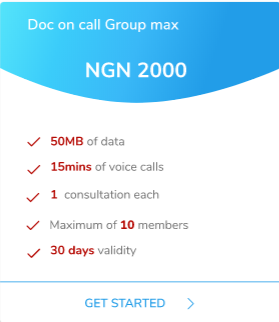 Doc on call Group max
NGN 2000
50MB of data
15mins of voice calls
1 consultation each
Maximum of 10 members
30 days validity
GET STARTED